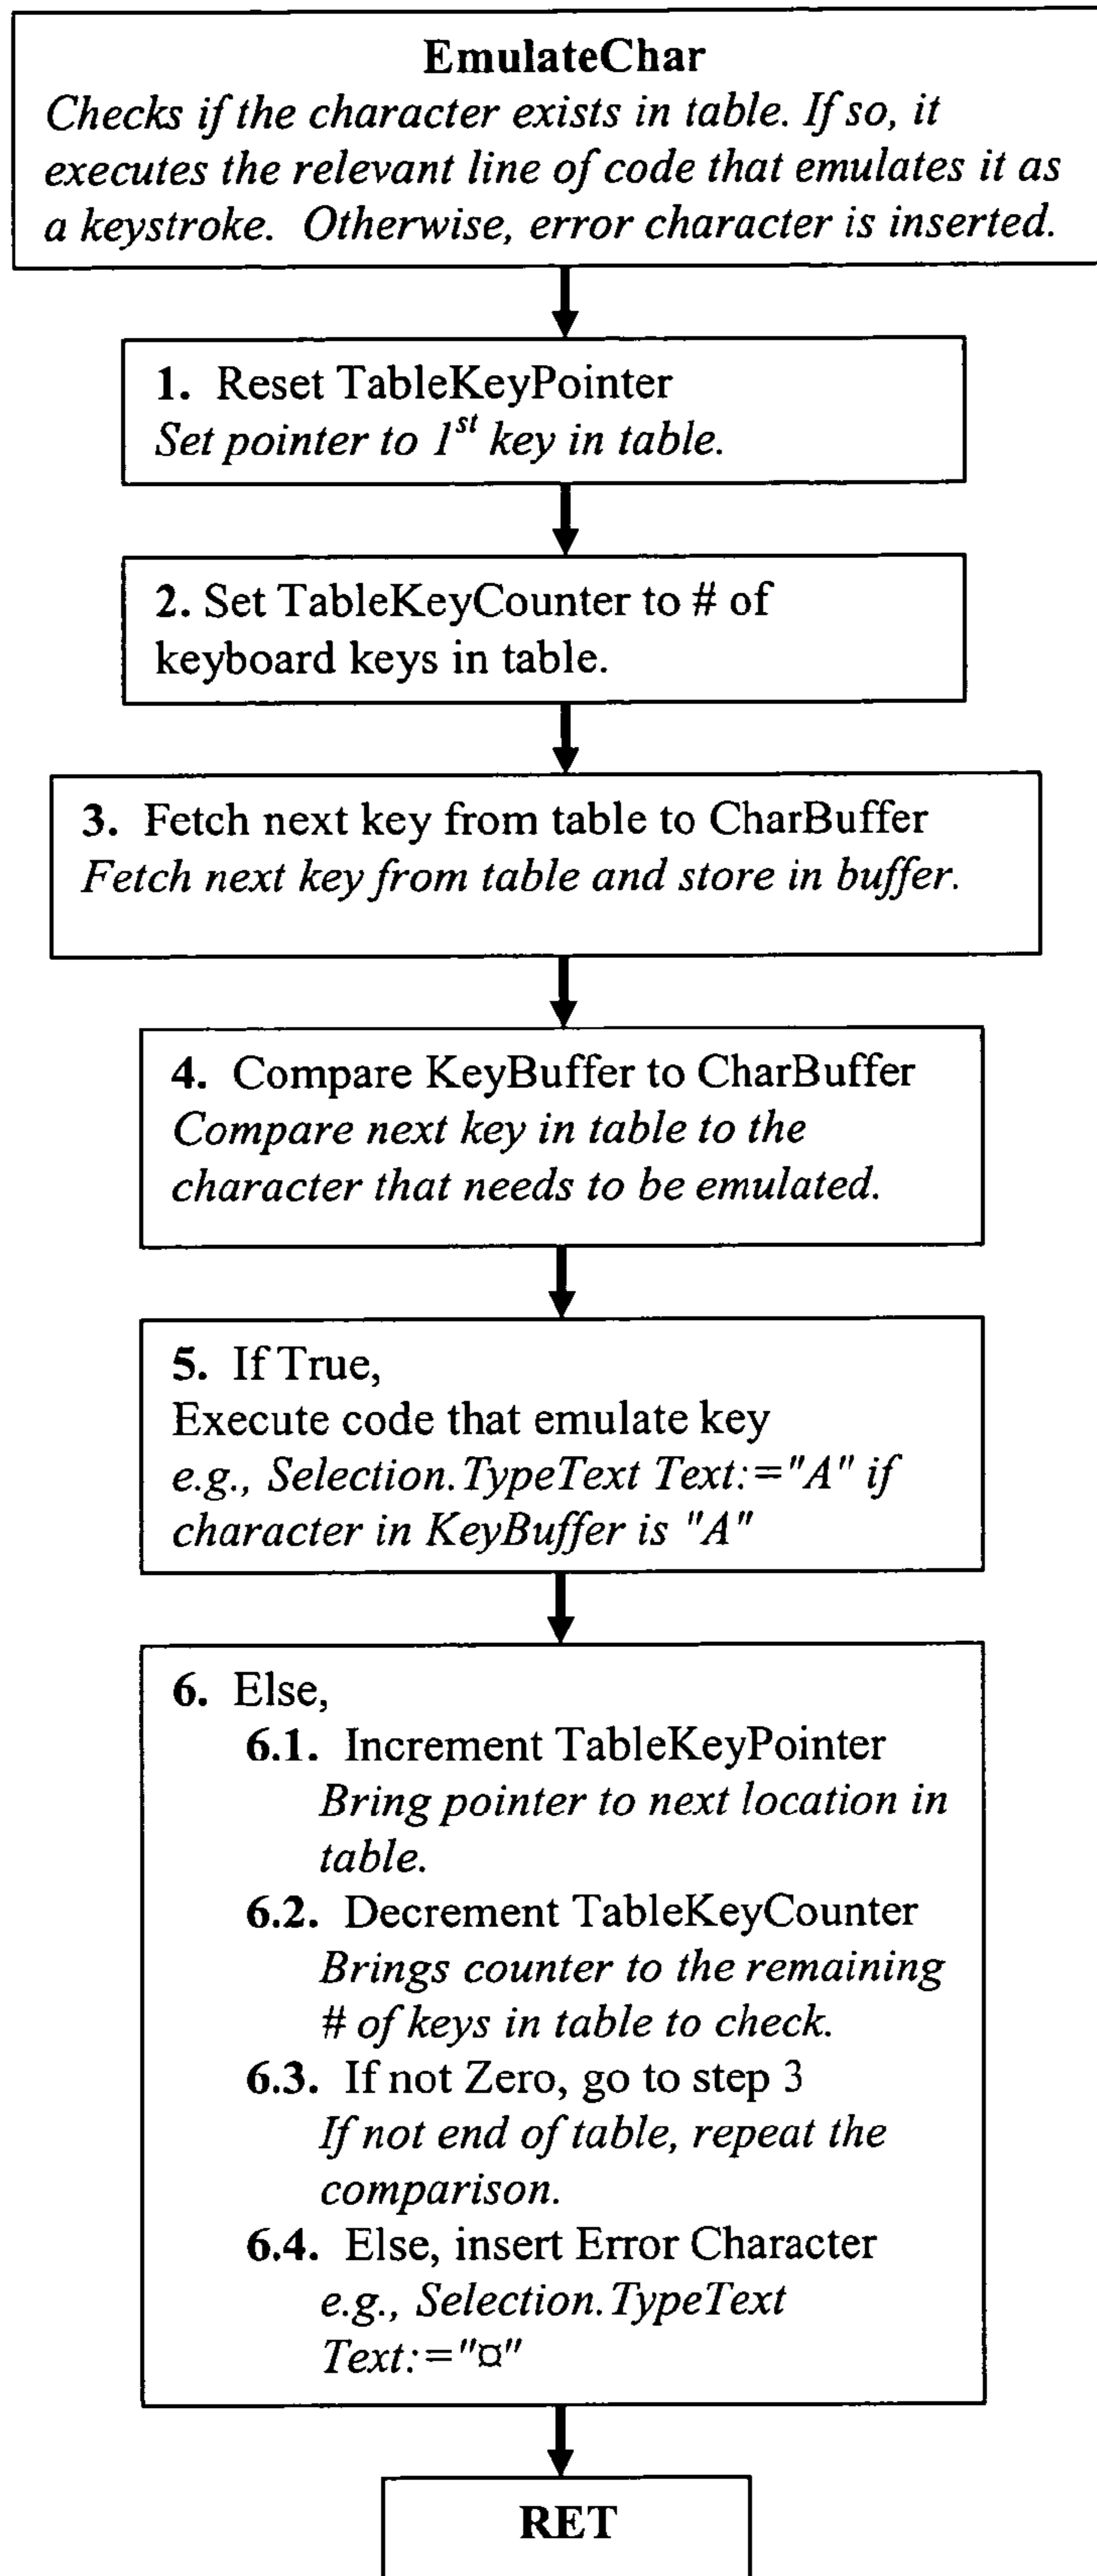 EmulateChar
Checks if the character exists in table. If so, it
executes the relevant line of code that emulates it as
a keystroke. Otherwise, error character is inserted.
1. Reset TableKeyPointer
Set pointer to 1st key in table.
2. Set TableKeyCounter to # of
keyboard keys in table.
3. Fetch next key from table to CharBuffer
Fetch next key from table and store in buffer.
4. Compare KeyBuffer to CharBuffer
Compare next key in table to the
character that needs to be emulated.
5. If True,
Execute code that emulate key
e.g., Selection.TypeText Text:="A" if
character in KeyBuffer is "A"
6. Else,
6.1. Increment TableKeyPointer
Bring pointer to next location in
table.
6.2. Decrement TableKeyCounter
Brings counter to the remaining
# of keys in table to check.
6.3. If not Zero, go to step 3
If not end of table, repeat the
comparison.
6.4. Else, insert Error Character
e.g., Selection.TypeText
Text:="¤"
RET